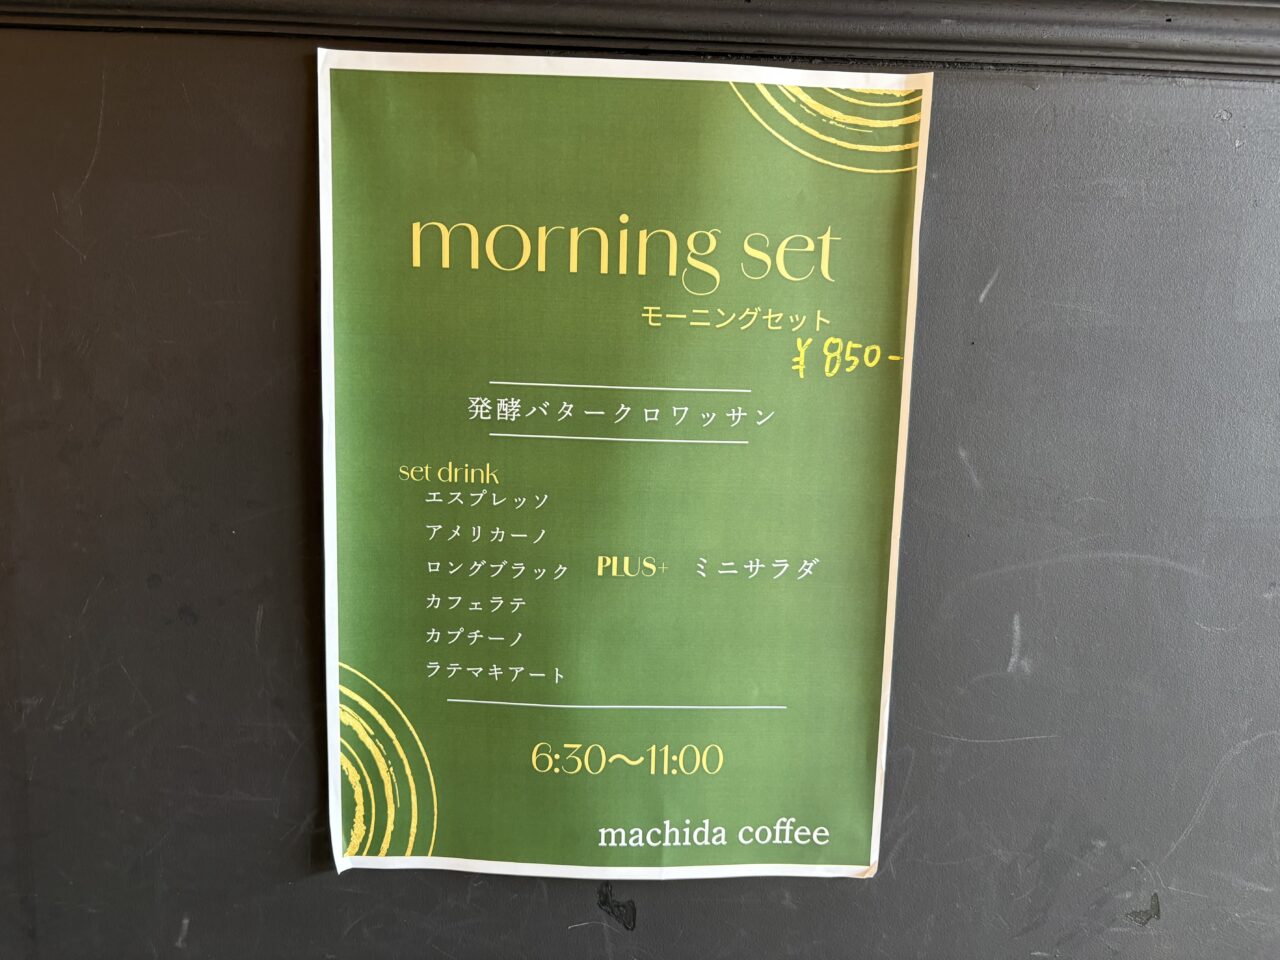 morning set
モーニングセット
¥850-
発酵バタークロワッサン
set drink
エスプレッソ
アメリカーノ
ロングブラック PLUS+ ミニサラダ
カフェラテ
カプチーノ
ラテマキアート
6:30〜11:00
machida coffee